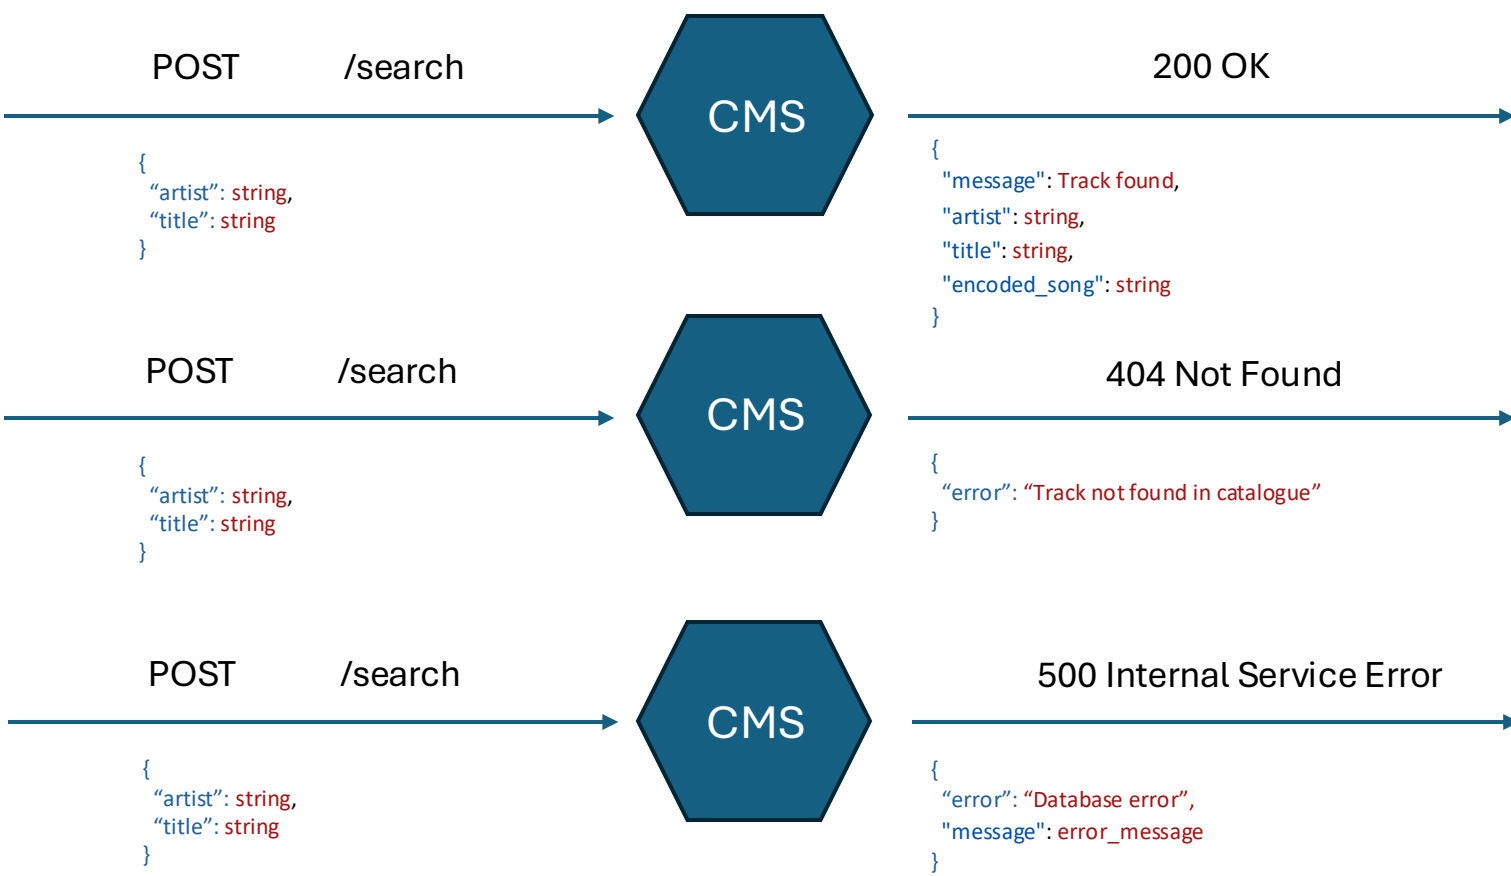 POST /search
CMS
200 OK
{
“artist”: string,
“title”: string
}
{
"message": Track found,
"artist": string,
"title": string,
"encoded_song": string
}
POST /search
CMS
404 Not Found
{
“artist”: string,
“title”: string
}
{
“error”: “Track not found in catalogue”
}
POST /search
CMS
500 Internal Service Error
{
“artist”: string,
“title”: string
}
{
“error”: “Database error”,
"message": error_message
}